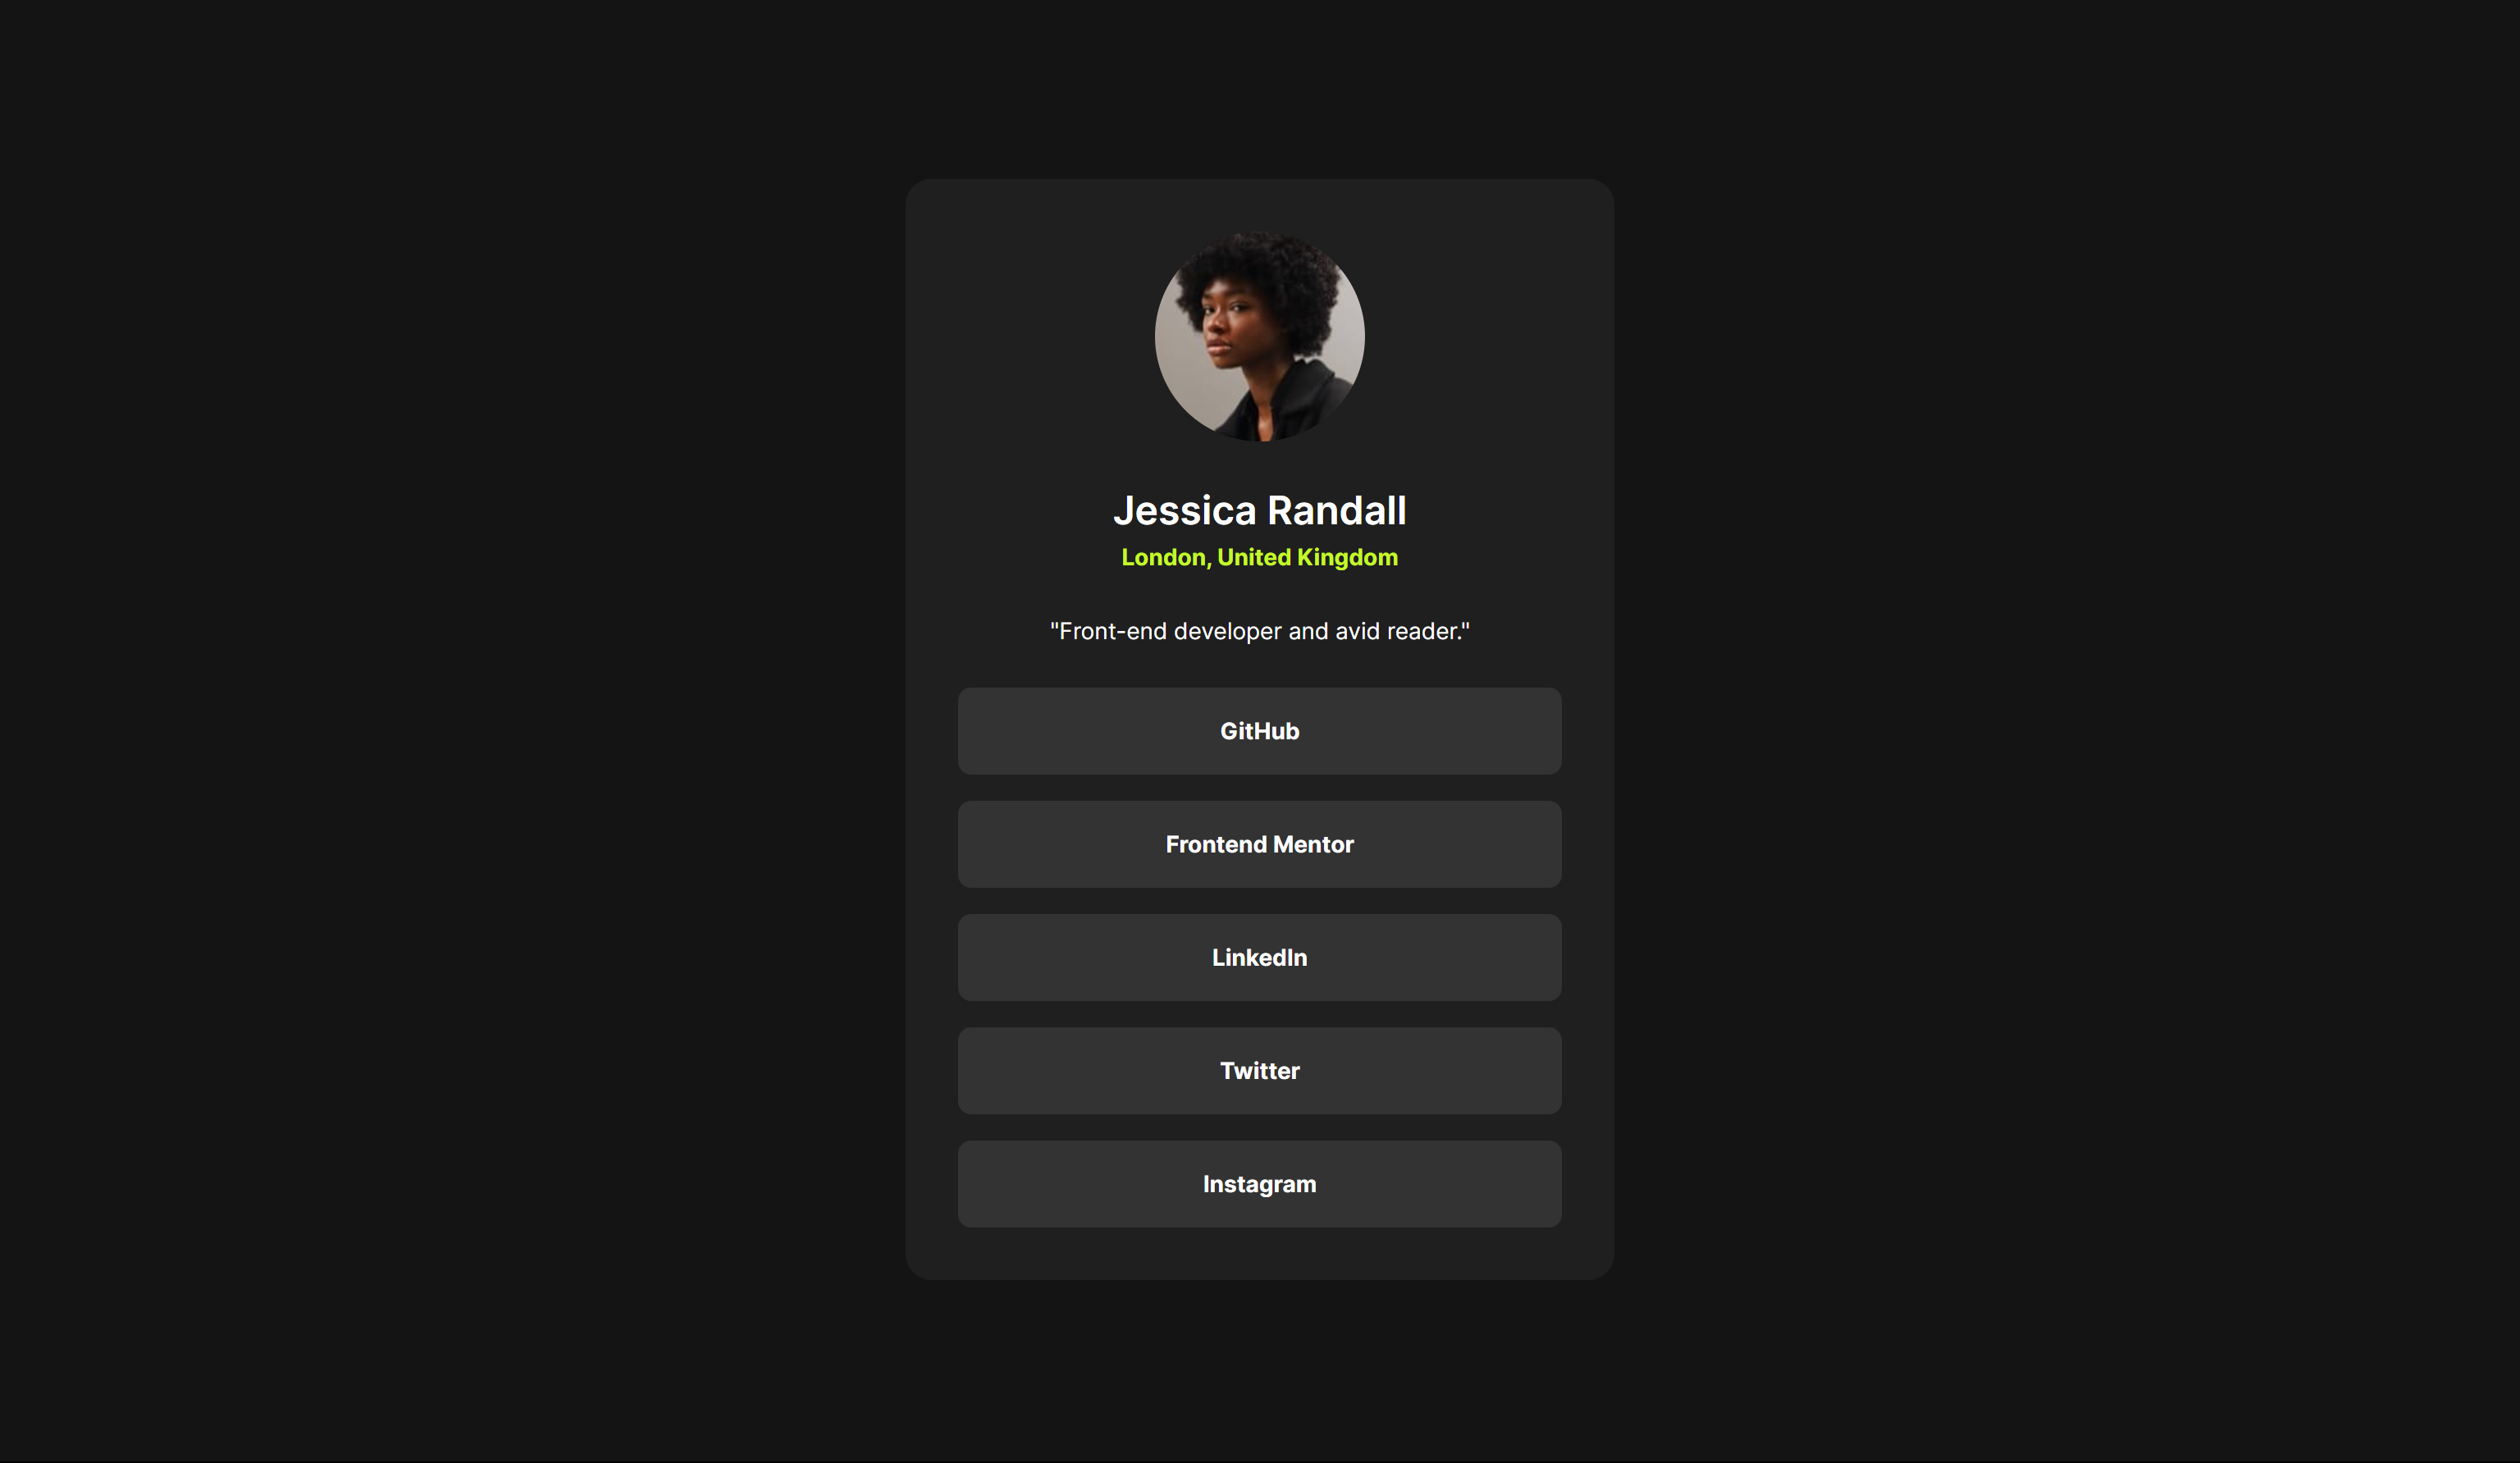 Jessica Randall
London, United Kingdom
"Front-end developer and avid reader."
GitHub
Frontend Mentor
LinkedIn
Twitter
Instagram